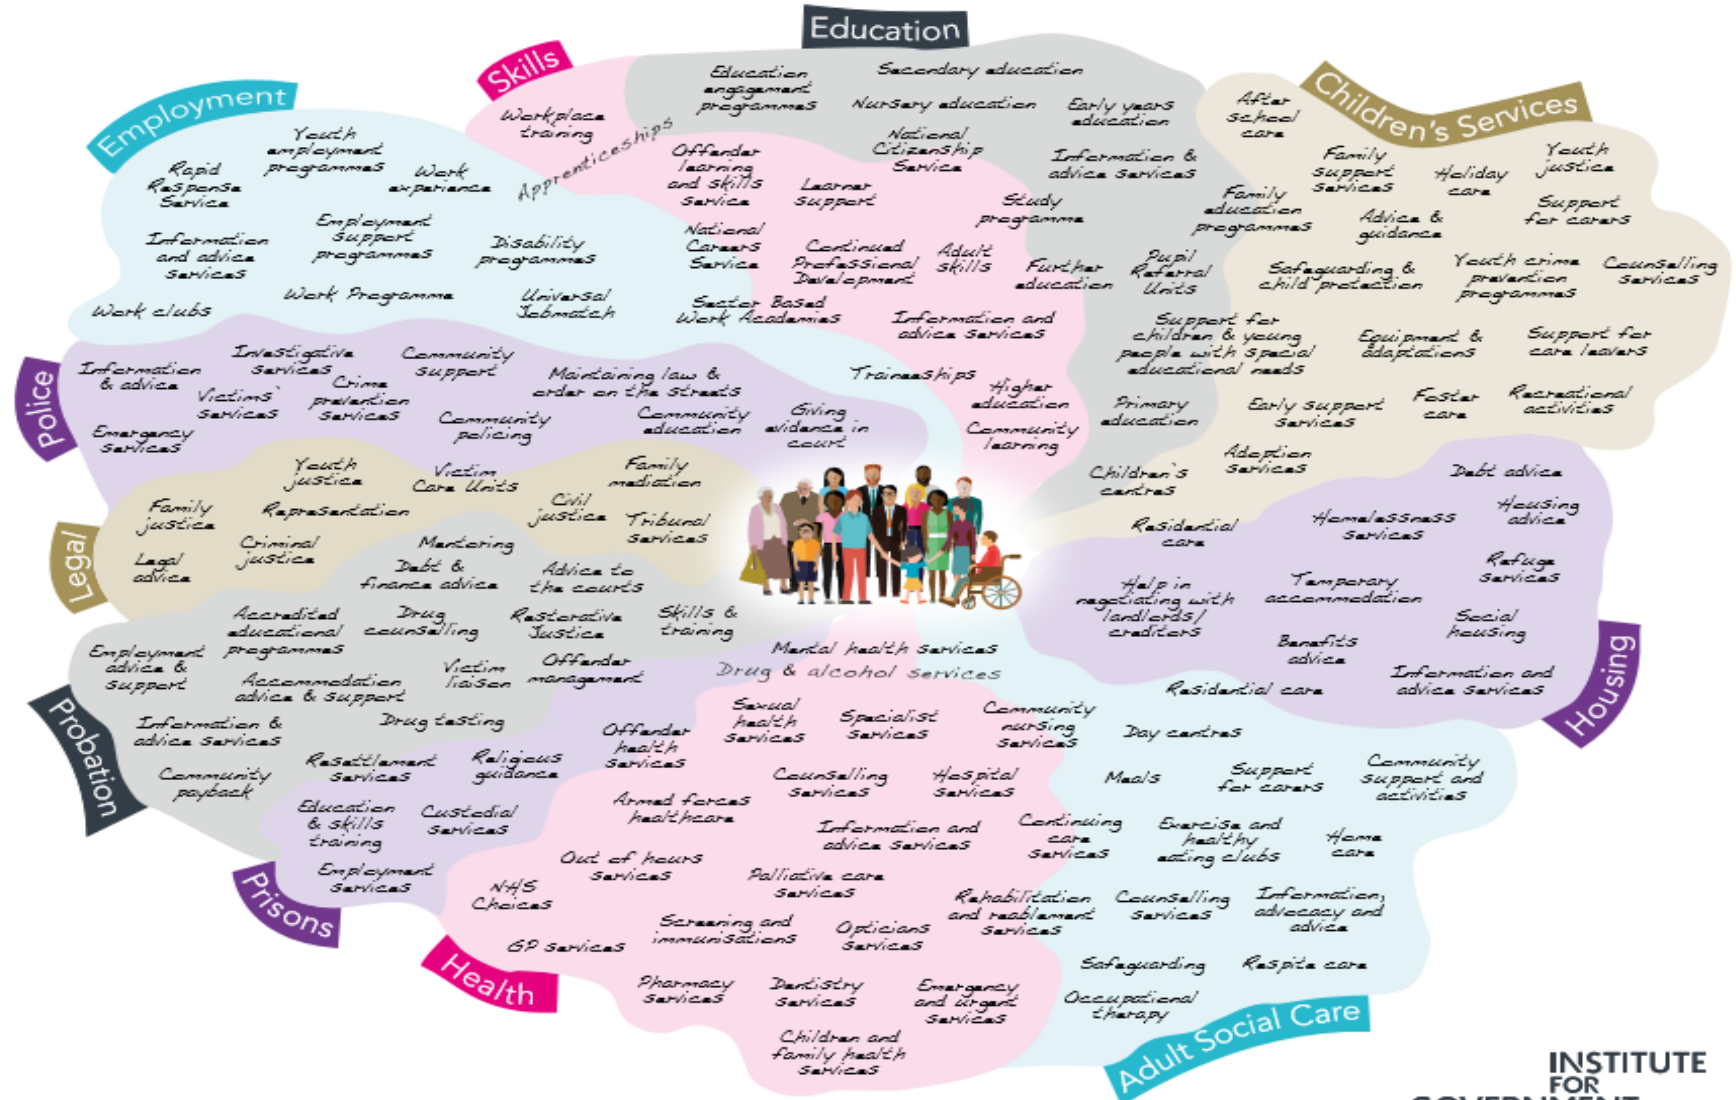 Education
Skills
Children's Services
Employment
Education
engagement
programmes
Secondary education
Nursery education
Early years
education
National
Citizenship
Service
Information &
advice services
Workplace
training
Apprenticeships
Offender
learning
and skills
service
Learner
support
Study
programme
National
Careers
Service
Continued
Professional
Development
Adult
skills
Further
education
Pupil
Referral
Units
Sector Based
Work Academies
Information and
advice services
Traineeships
Higher
education
Community
learning
Support for
children & young
people with special
educational needs
Primary
education
Children's
centres
After
school
care
Family
support
services
Holiday
care
Youth
justice
Family
education
programmes
Advice &
guidance
Support
for carers
Safeguarding &
child protection
Youth crime
prevention
programmes
Counselling
services
Equipment &
adaptations
Support for
care leavers
Early support
services
Foster
care
Recreational
activities
Adoption
services
Residential
care
Youth
employment
programmes
Rapid
Response
Service
Work
experience
Information
and advice
services
Employment
support
programmes
Disability
programmes
Work clubs
Work Programme
Universal
Jobmatch
Police
Information
& advice
Investigative
services
Community
support
Victims'
services
Crime
prevention
services
Maintaining law &
order on the streets
Emergency
services
Community
policing
Community
education
Giving
evidence in
court
Legal
Youth
justice
Victim
Care Units
Family
mediation
Family
justice
Representation
Civil
justice
Tribunal
services
Legal
advice
Criminal
justice
Probation
Mentoring
Debt &
finance advice
Advice to
the courts
Accredited
educational
programmes
Drug
counselling
Restorative
Justice
Skills &
training
Employment
advice &
support
Accommodation
advice & support
Victim
liaison
Offender
management
Information &
advice services
Drug testing
Community
payback
Resettlement
services
Religious
guidance
Offender
health
services
Education
& skills
training
Custodial
services
Employment
services
Prisons
Mental health services
Drug & alcohol services
Sexual
health
services
Specialist
services
Community
nursing
services
Counselling
services
Hospital
services
Armed forces
healthcare
Information and
advice services
Continuing
care
services
Out of hours
services
NHS
Choices
Palliative care
services
Rehabilitation
and reablement
services
GP services
Screening and
immunisations
Opticians
services
Pharmacy
services
Dentistry
services
Emergency
and urgent
services
Children and
family health
services
Health
Debt advice
Homelessness
services
Housing
advice
Refuge
services
Help in
negotiating with
landlords/
creditors
Temporary
accommodation
Social
housing
Benefits
advice
Information and
advice services
Housing
Residential care
Day centres
Meals
Support
for carers
Community
support and
activities
Exercise and
healthy
eating clubs
Home
care
Counselling
services
Information,
advocacy and
advice
Safeguarding
Respite care
Occupational
therapy
Adult Social Care
INSTITUTE
FOR
GOVERNMENT